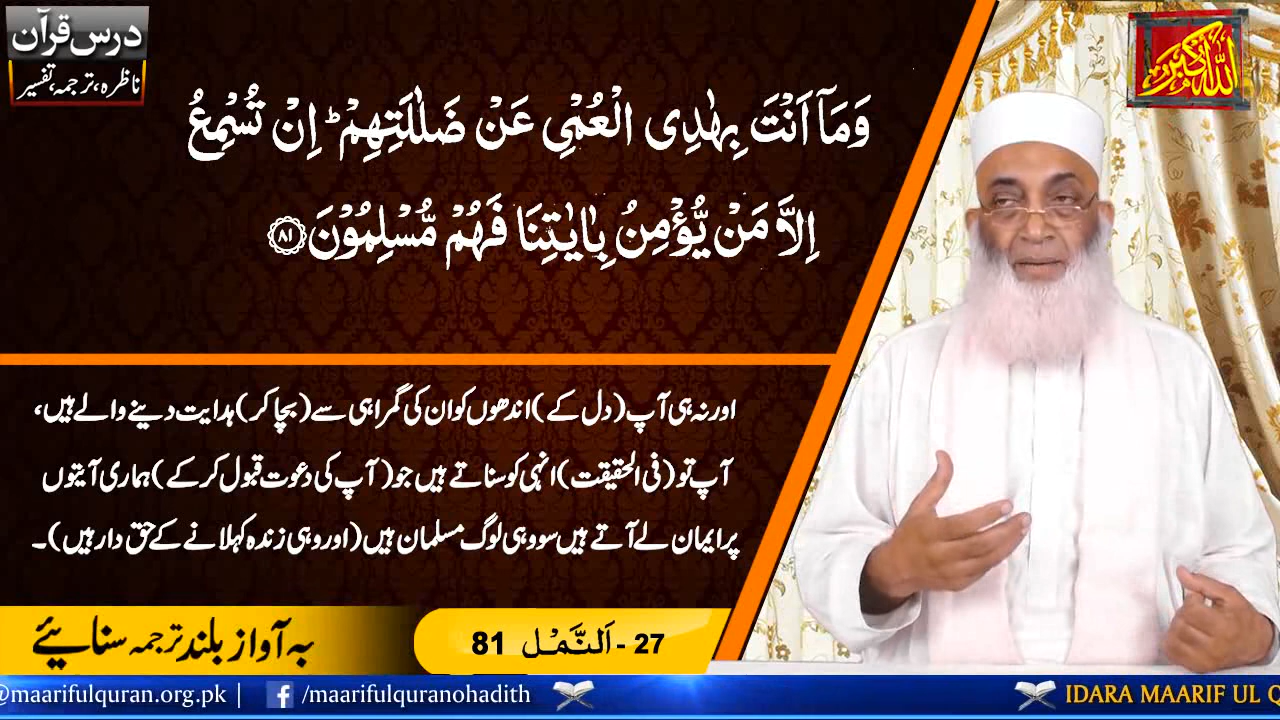 درس قرآن
ناظرہ، ترجمہ، تفسیر
اللہ اکبر
وَمَآ اَنْتَ بِهٰدِى الْعُمْىِ عَنْ ضَلٰلَتِهِمْ ؕ اِنْ تُسْمِعُ
اِلَّا مَنْ يُّؤْمِنُ بِاٰيٰتِنَا فَهُمْ مُّسْلِمُوْنَ ﴿۸۱﴾
اور نہ ہی آپ (دل کے) اندھوں کو ان کی گمراہی سے (بچا کر) ہدایت دینے والے ہیں،
آپ تو (فی الحقیقت) انہی کو سناتے ہیں جو (آپ کی دعوت قبول کر کے) ہماری آیتوں
پر ایمان لے آتے ہیں سو وہی لوگ مسلمان ہیں (اور وہی زندہ کہلانے کے حق دار ہیں)۔
27 - اَلنَّمْل 81
بہ آواز بلند ترجمہ سنائیے
@maarifulquran.org.pk | /maarifulquranohadith IDARA MAARIF UL Q